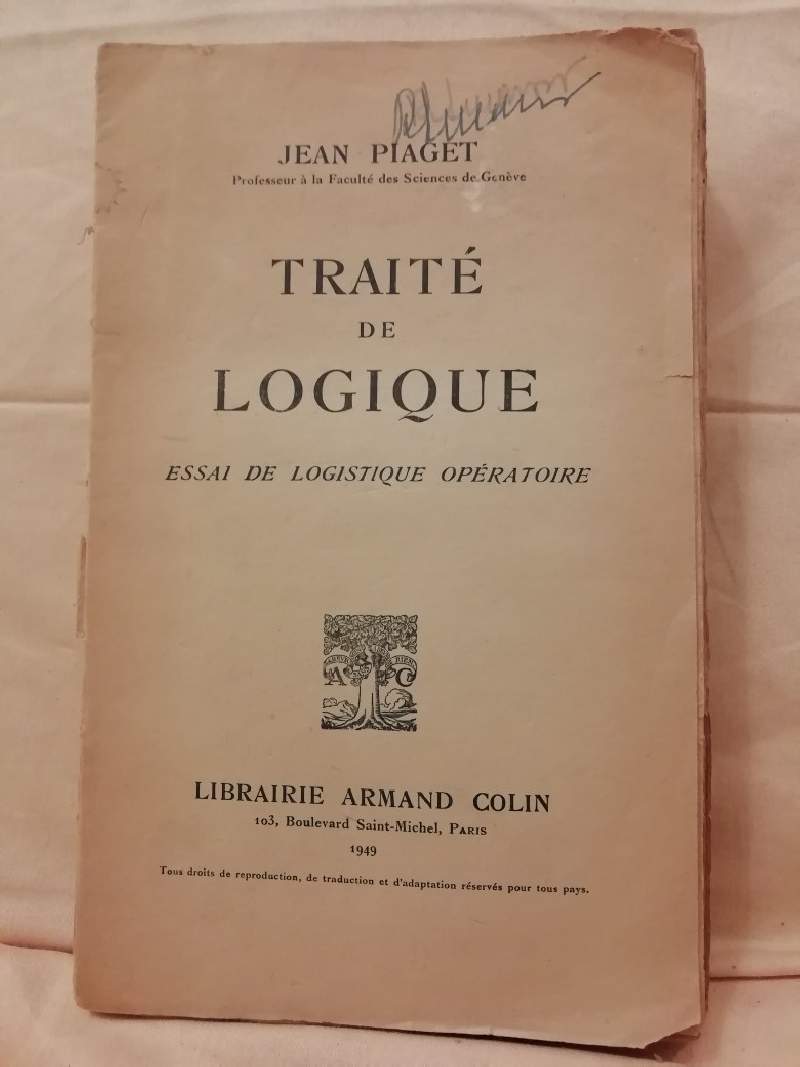 JEAN PIAGET
Professeur à la Faculté des Sciences de Genève
TRAITÉ
DE
LOGIQUE
ESSAI DE LOGISTIQUE OPÉRATOIRE
A C
LIBRAIRIE ARMAND COLIN
103, Boulevard Saint-Michel, PARIS
1949
Tous droits de reproduction, de traduction et d'adaptation réservés pour tous pays.